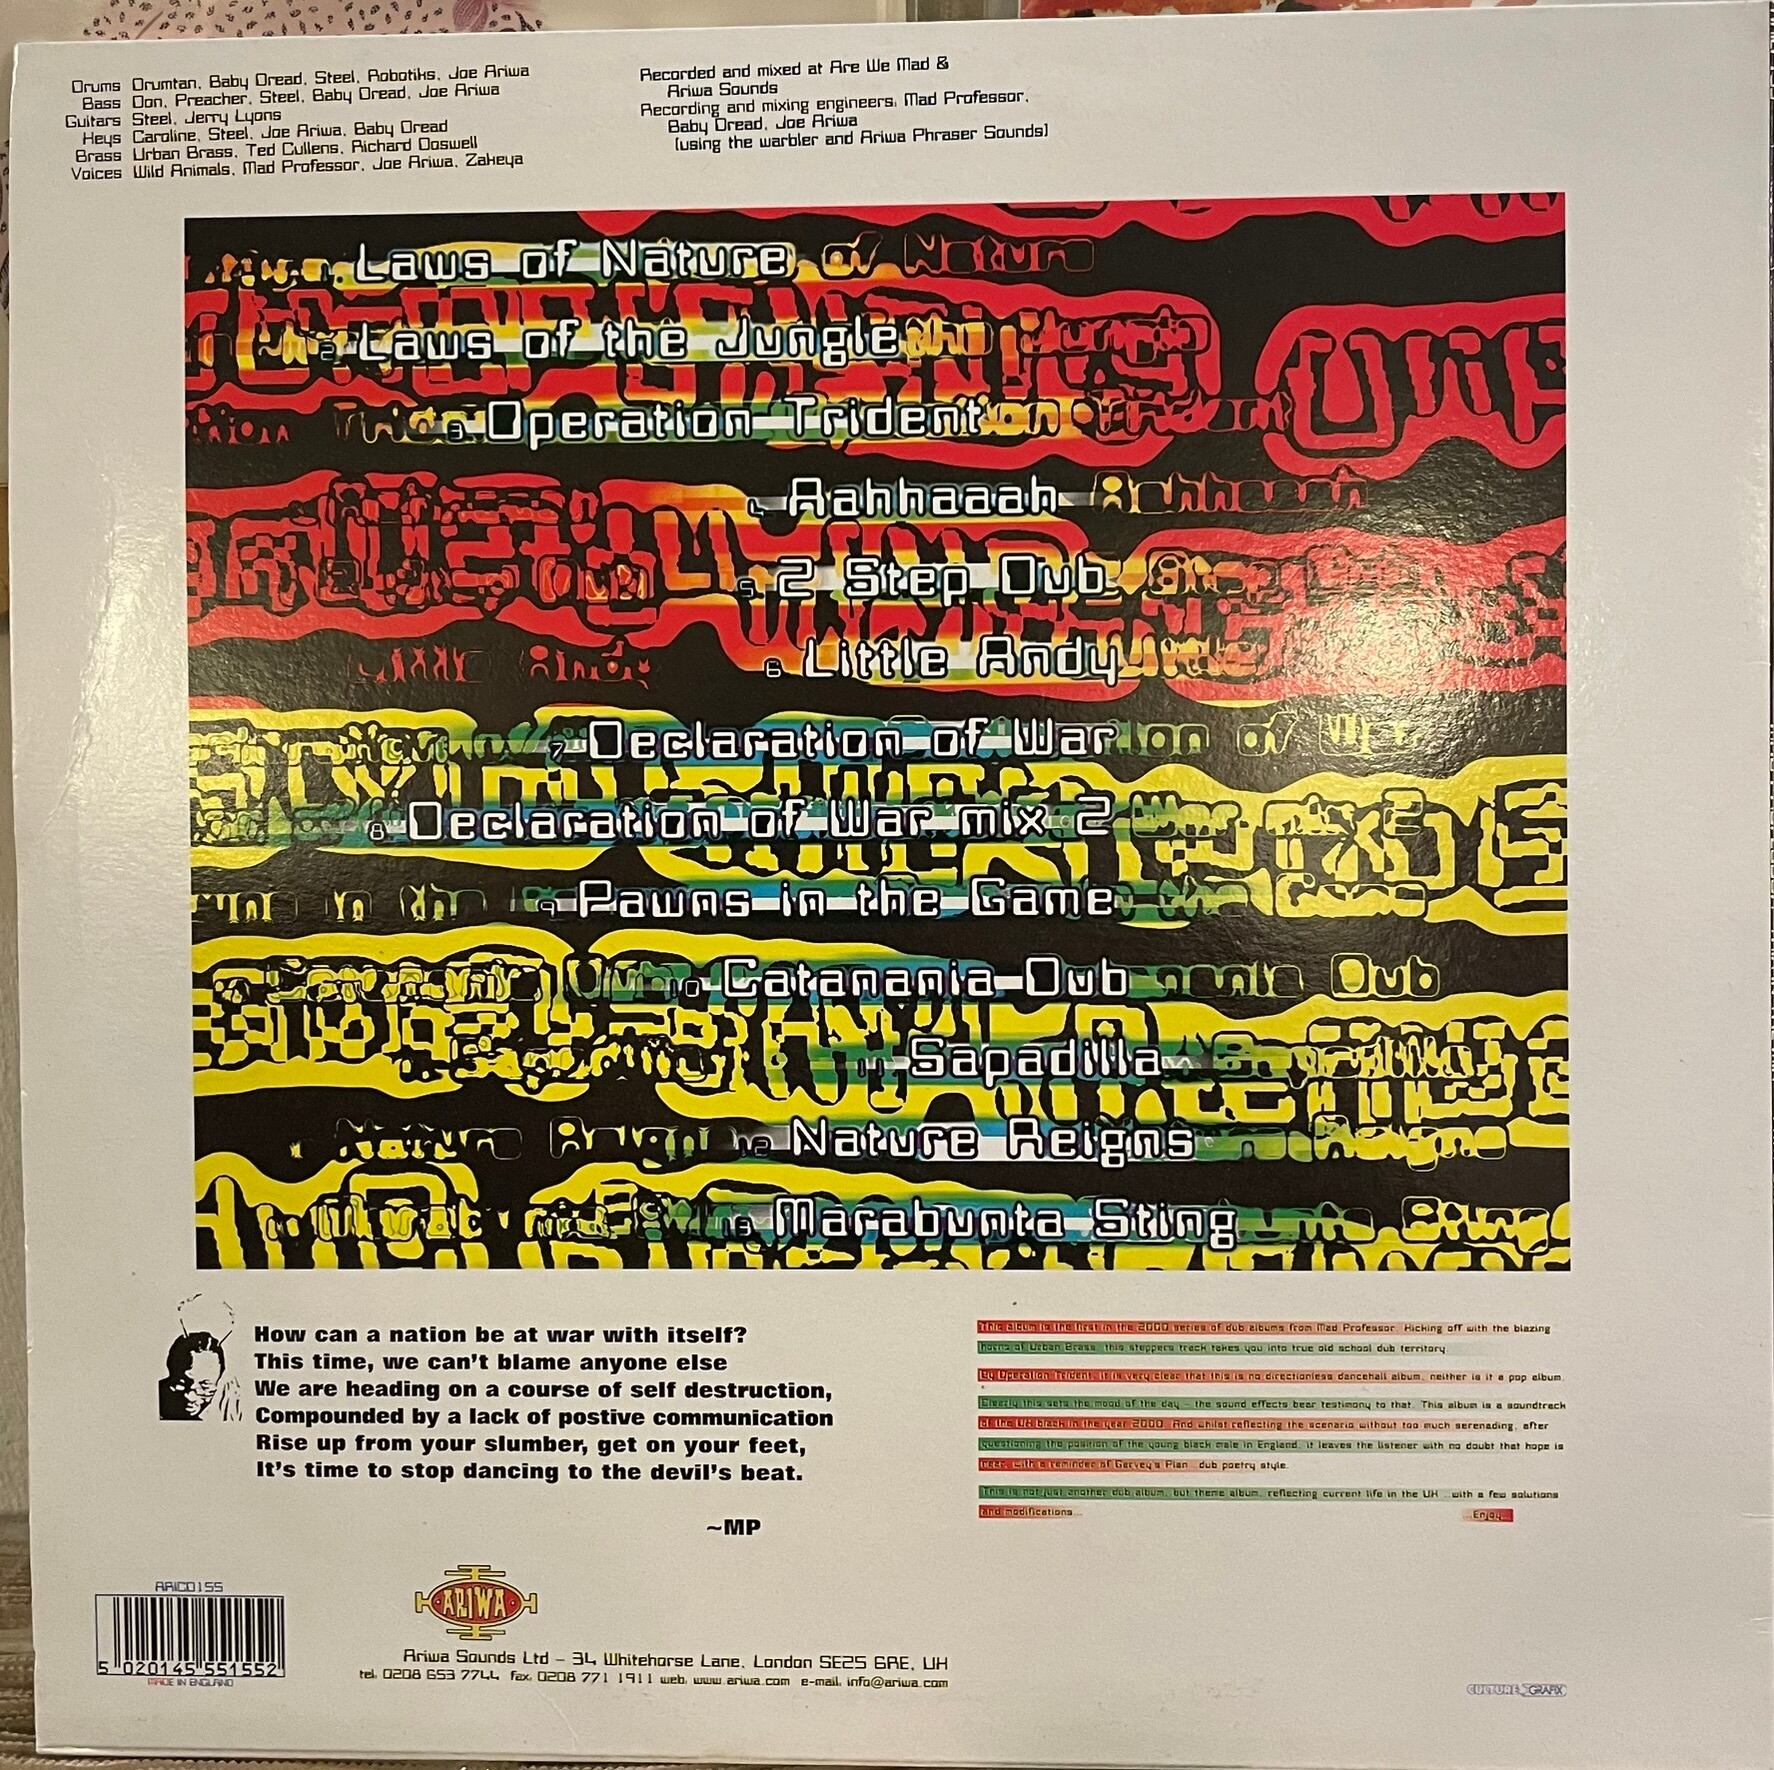 Drums Drumtan, Baby Dread, Steel, Robotiks, Joe Ariwa
Bass Don, Preacher, Steel, Baby Dread, Joe Ariwa
Guitars Steel, Jerry Lyons
Keys Caroline, Steel, Joe Ariwa, Baby Dread
Brass Urban Brass, Ted Cullens, Richard Doswell
Voices Wild Animals, Mad Professor, Joe Ariwa, Zakeya
Recorded and mixed at Are We Mad &
Ariwa Sounds
Recording and mixing engineers, Mad Professor,
Baby Dread, Joe Ariwa
(using the warbler and Ariwa Phraser Sounds)
Laws of Nature
2 Laws of the Jungle
3 Operation Trident
4 Aahhaaah
5 2 Step Dub
6 Little Andy
7 Declaration of War
8 Declaration of War mix 2
9 Pawns in the Game
10 Catanania Dub
11 Sapadilla
12 Nature Reigns
13 Marabunta Sting
How can a nation be at war with itself?
This time, we can't blame anyone else
We are heading on a course of self destruction,
Compounded by a lack of postive communication
Rise up from your slumber, get on your feet,
It's time to stop dancing to the devil's beat.
~MP
This album is the first in the 2000 series of dub albums from Mad Professor. Kicking off with the blazing
horns of Urban Brass, this steppers track takes you into true old school dub territory.
By Operation Trident, it is very clear that this is no directionless dancehall album, neither is it a pop album.
Clearly this sets the mood of the day - the sound effects bear testimony to that. This album is a soundtrack
of the UK black in the year 2000. And whilst reflecting the scenario without too much serenading, after
questioning the position of the young black male in England, it leaves the listener with no doubt that hope is
near, with a reminder of Garvey's Plan ..dub poetry style.
This is not just another dub album, but theme album, reflecting current life in the UK ...with a few solutions
and modifications...
...Enjoy...
ARICD155
5 020145 551552
MADE IN ENGLAND
ARIWA
Ariwa Sounds Ltd - 34 Whitehorse Lane, London SE25 6RE, UK
tel. 0208 653 7744 fax. 0208 771 1911 web. www.ariwa.com e-mail. info@ariwa.com
CULTURE GRAFIX